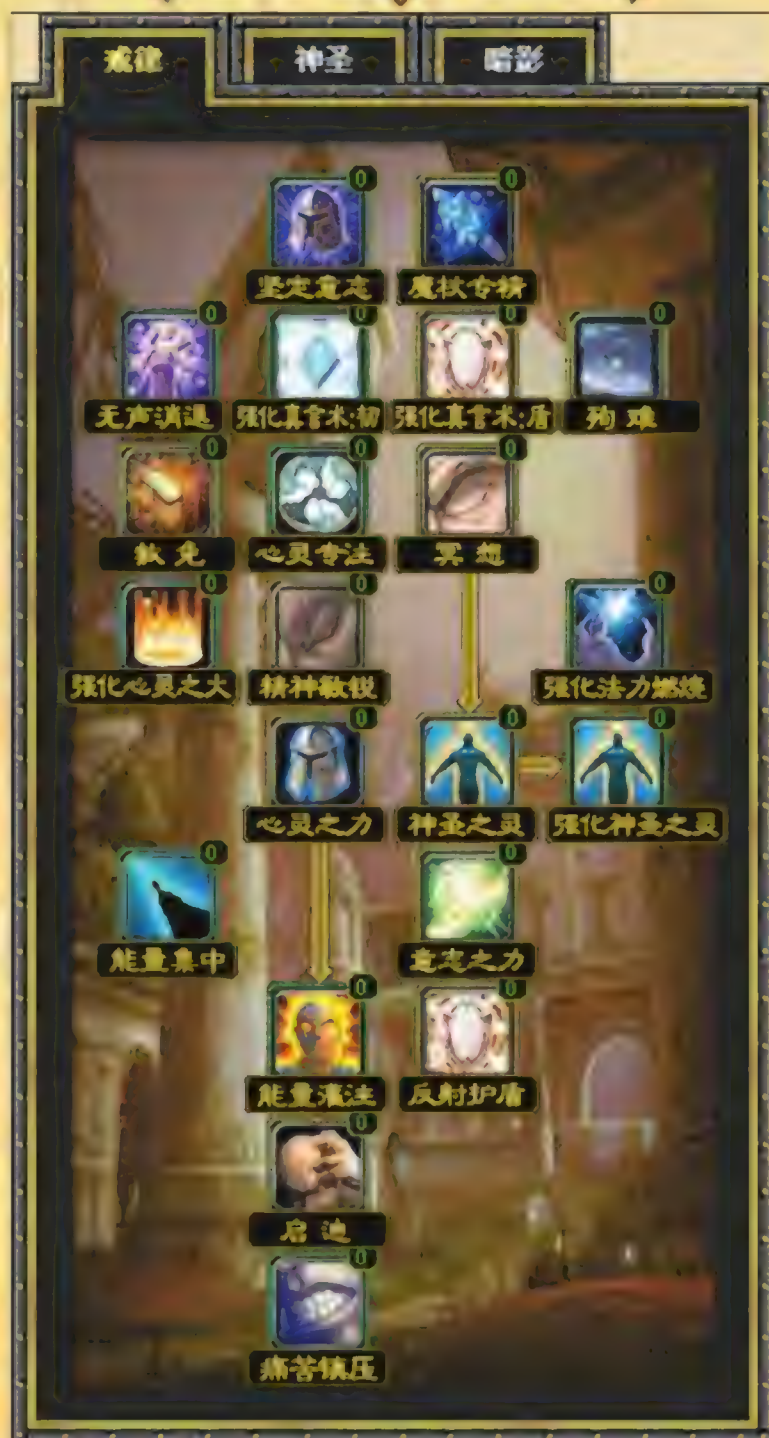 戒律 神圣 暗影
0 0
坚定意志 魔杖专精
0 0 0 0
无声消退 强化真言术:韧 强化真言术:盾 殉难
0 0 0
赦免 心灵专注 冥想
0 0 0
强化心灵之火 精神敏锐 强化法力燃烧
0 0 0
心灵之力 神圣之灵 强化神圣之灵
0 0
能量集中 意志之力
0 0
能量灌注 反射护盾
0
启迪
0
痛苦镇压